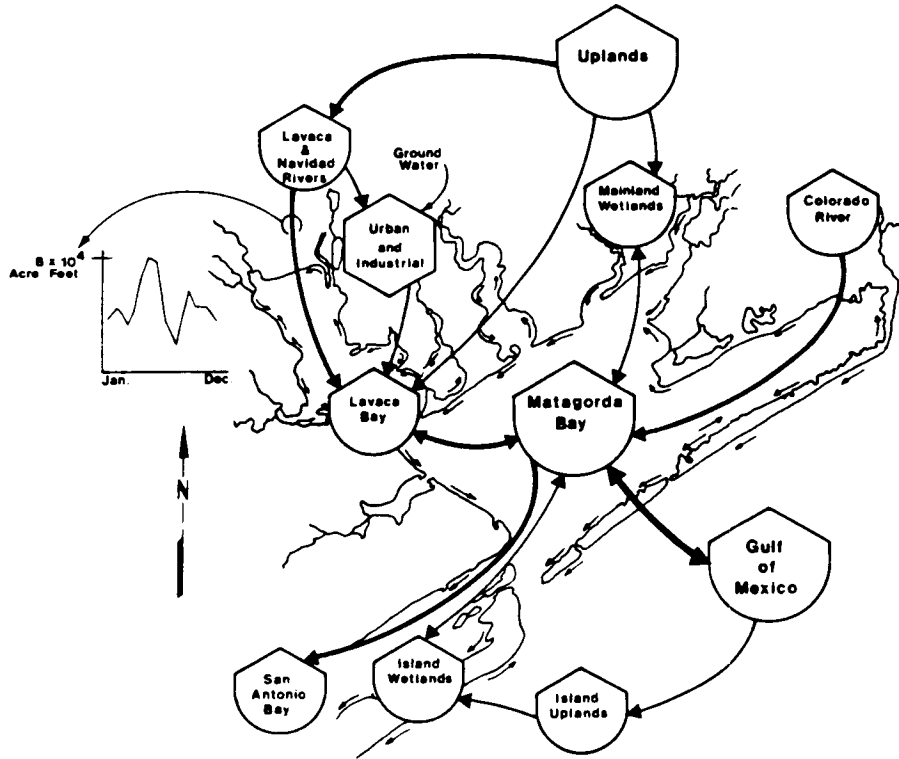 Uplands
Lavaca
&
Navidad
Rivers
Ground
Water
Mainland
Wetlands
Colorado
River
Urban
and
Industrial
8 x 10⁴
Acre Feet
Jan.
Dec
Lavaca
Bay
Matagorda
Bay
N
Gulf
of
Mexico
San
Antonio
Bay
Island
Wetlands
Island
Uplands